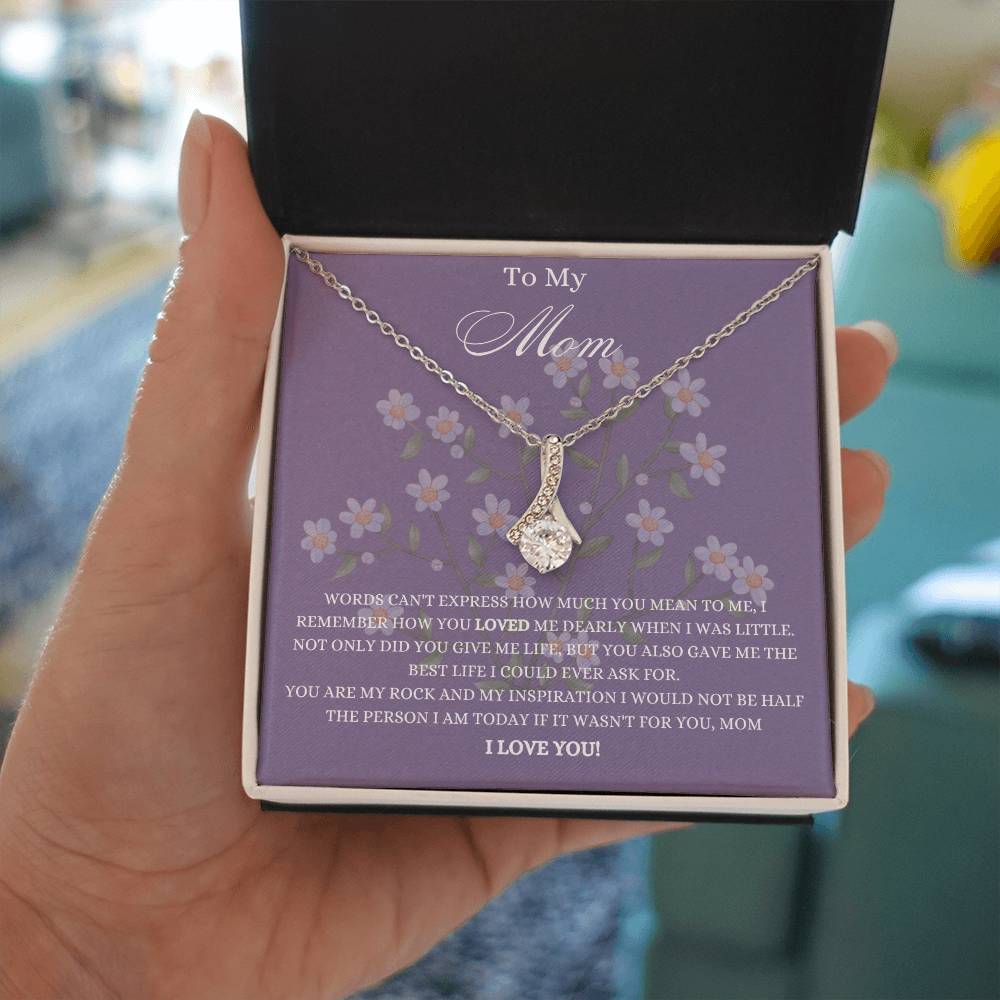 To My
Mom
WORDS CAN'T EXPRESS HOW MUCH YOU MEAN TO ME, I
REMEMBER HOW YOU LOVED ME DEARLY WHEN I WAS LITTLE.
NOT ONLY DID YOU GIVE ME LIFE, BUT YOU ALSO GAVE ME THE
BEST LIFE I COULD EVER ASK FOR.
YOU ARE MY ROCK AND MY INSPIRATION I WOULD NOT BE HALF
THE PERSON I AM TODAY IF IT WASN'T FOR YOU, MOM
I LOVE YOU!